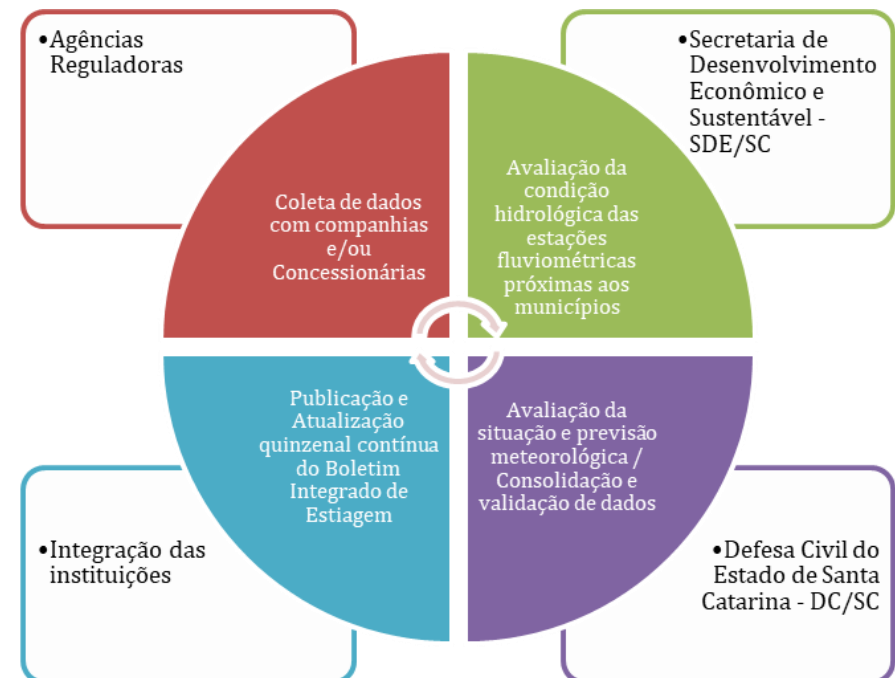 •Agências
Reguladoras
•Secretaria de
Desenvolvimento
Econômico e
Sustentável -
SDE/SC
Coleta de dados
com companhias
e/ou
Concessionárias
Avaliação da
condição
hidrológica das
estações
fluviométricas
próximas aos
municípios
Publicação e
Atualização
quinzenal contínua
do Boletim
Integrado de
Estiagem
Avaliação da
situação e previsão
meteorológica /
Consolidação e
validação de dados
•Integração das
instituições
•Defesa Civil do
Estado de Santa
Catarina - DC/SC